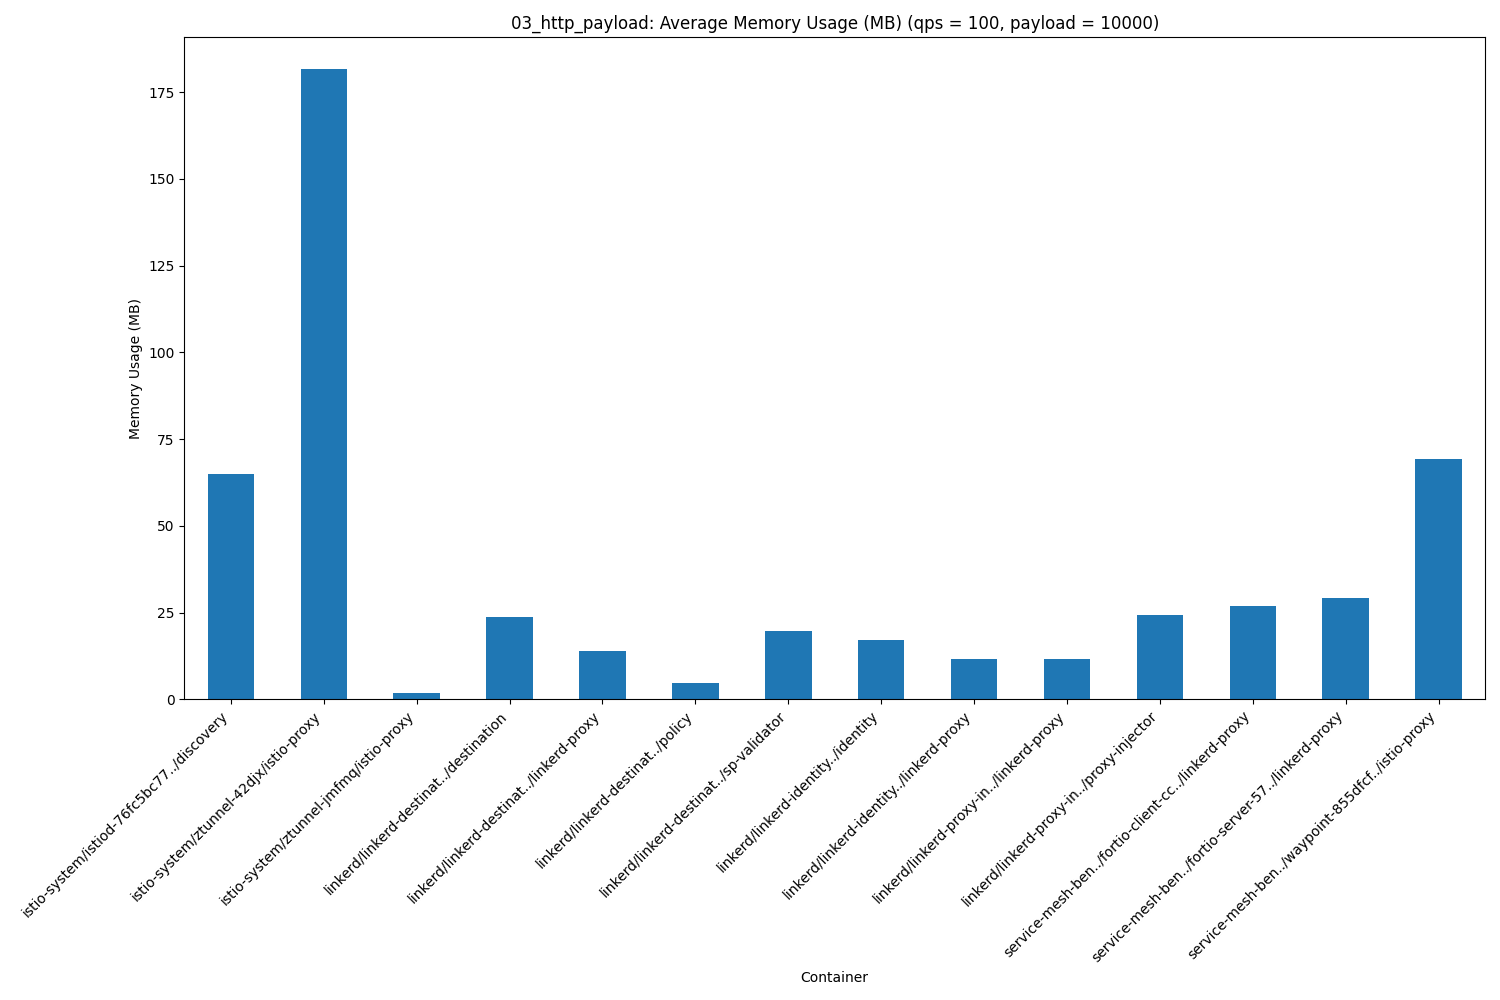 03_http_payload: Average Memory Usage (MB) (qps = 100, payload = 10000)
Memory Usage (MB)
175
150
125
100
75
50
25
0
istio-system/istiod-76fc5bc77../discovery
istio-system/ztunnel-42djx/istio-proxy
istio-system/ztunnel-jmfmq/istio-proxy
linkerd/linkerd-destinat../destination
linkerd/linkerd-destinat../linkerd-proxy
linkerd/linkerd-destinat../policy
linkerd/linkerd-destinat../sp-validator
linkerd/linkerd-identity../identity
linkerd/linkerd-identity../linkerd-proxy
linkerd/linkerd-proxy-in../linkerd-proxy
linkerd/linkerd-proxy-in../proxy-injector
service-mesh-ben../fortio-client-cc../linkerd-proxy
service-mesh-ben../fortio-server-57../linkerd-proxy
service-mesh-ben../waypoint-855dfcf../istio-proxy
Container